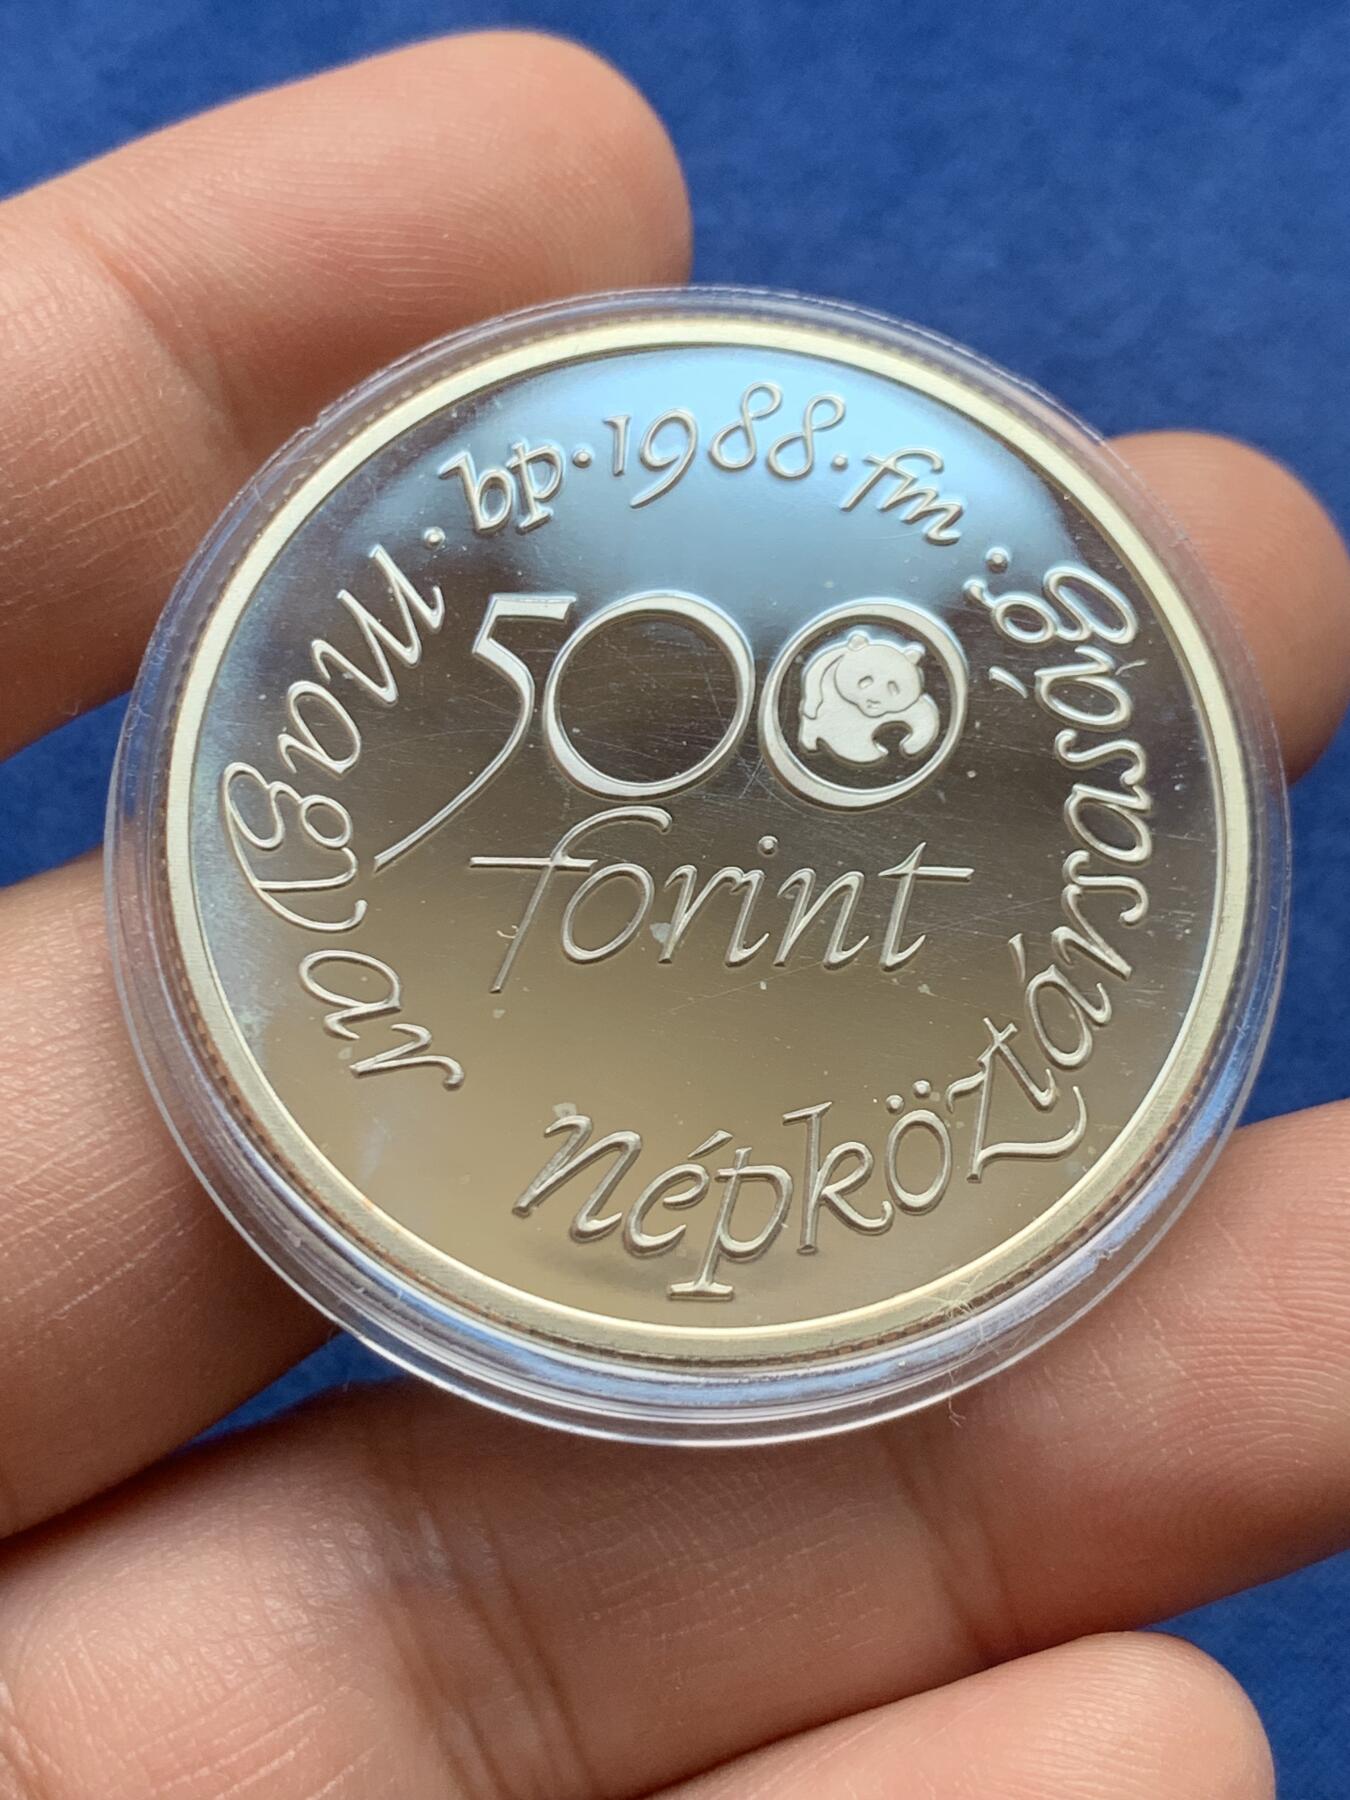 bp·1988·fm.
500
forint
magyar népköztársaság.